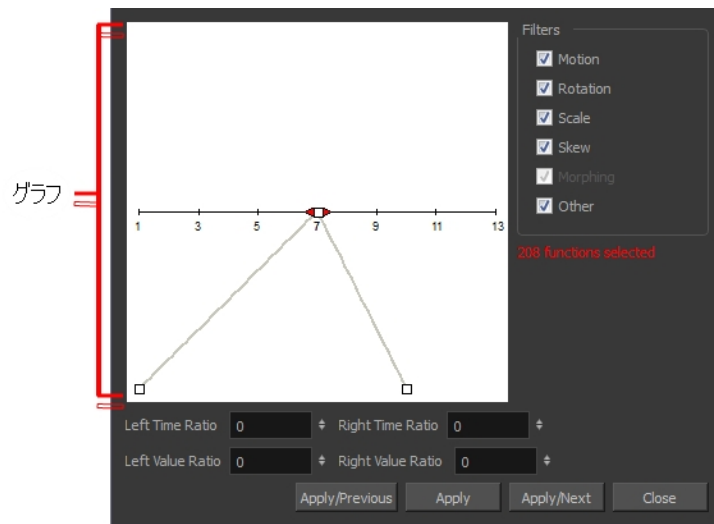 グラフ
1 3 5 7 9 11 13
Filters
Motion
Rotation
Scale
Skew
Morphing
Other
208 functions selected
Left Time Ratio 0 Right Time Ratio 0
Left Value Ratio 0 Right Value Ratio 0
Apply/Previous Apply Apply/Next Close